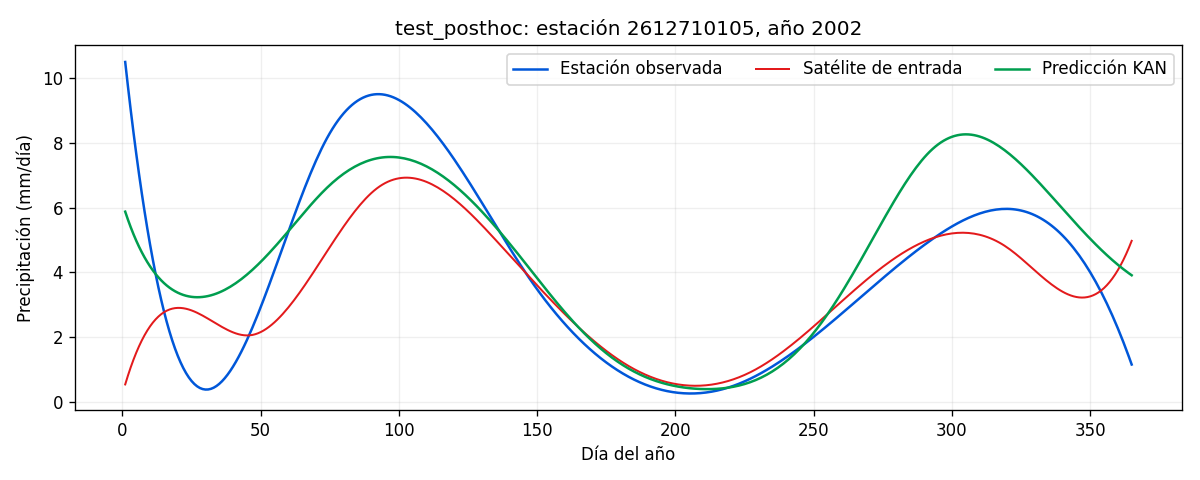 test_posthoc: estación 2612710105, año 2002
Estación observada Satélite de entrada Predicción KAN
Precipitación (mm/día)
10
8
6
4
2
0
0 50 100 150 200 250 300 350
Día del año